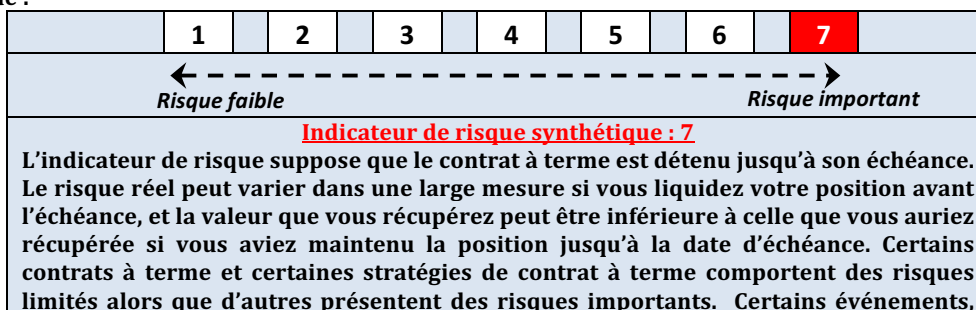 1 2 3 4 5 6 7
Risque faible Risque important
Indicateur de risque synthétique : 7
L'indicateur de risque suppose que le contrat à terme est détenu jusqu'à son échéance.
Le risque réel peut varier dans une large mesure si vous liquidez votre position avant
l'échéance, et la valeur que vous récupérez peut être inférieure à celle que vous auriez
récupérée si vous aviez maintenu la position jusqu'à la date d'échéance. Certains
contrats à terme et certaines stratégies de contrat à terme comportent des risques
limités alors que d'autres présentent des risques importants. Certains événements,